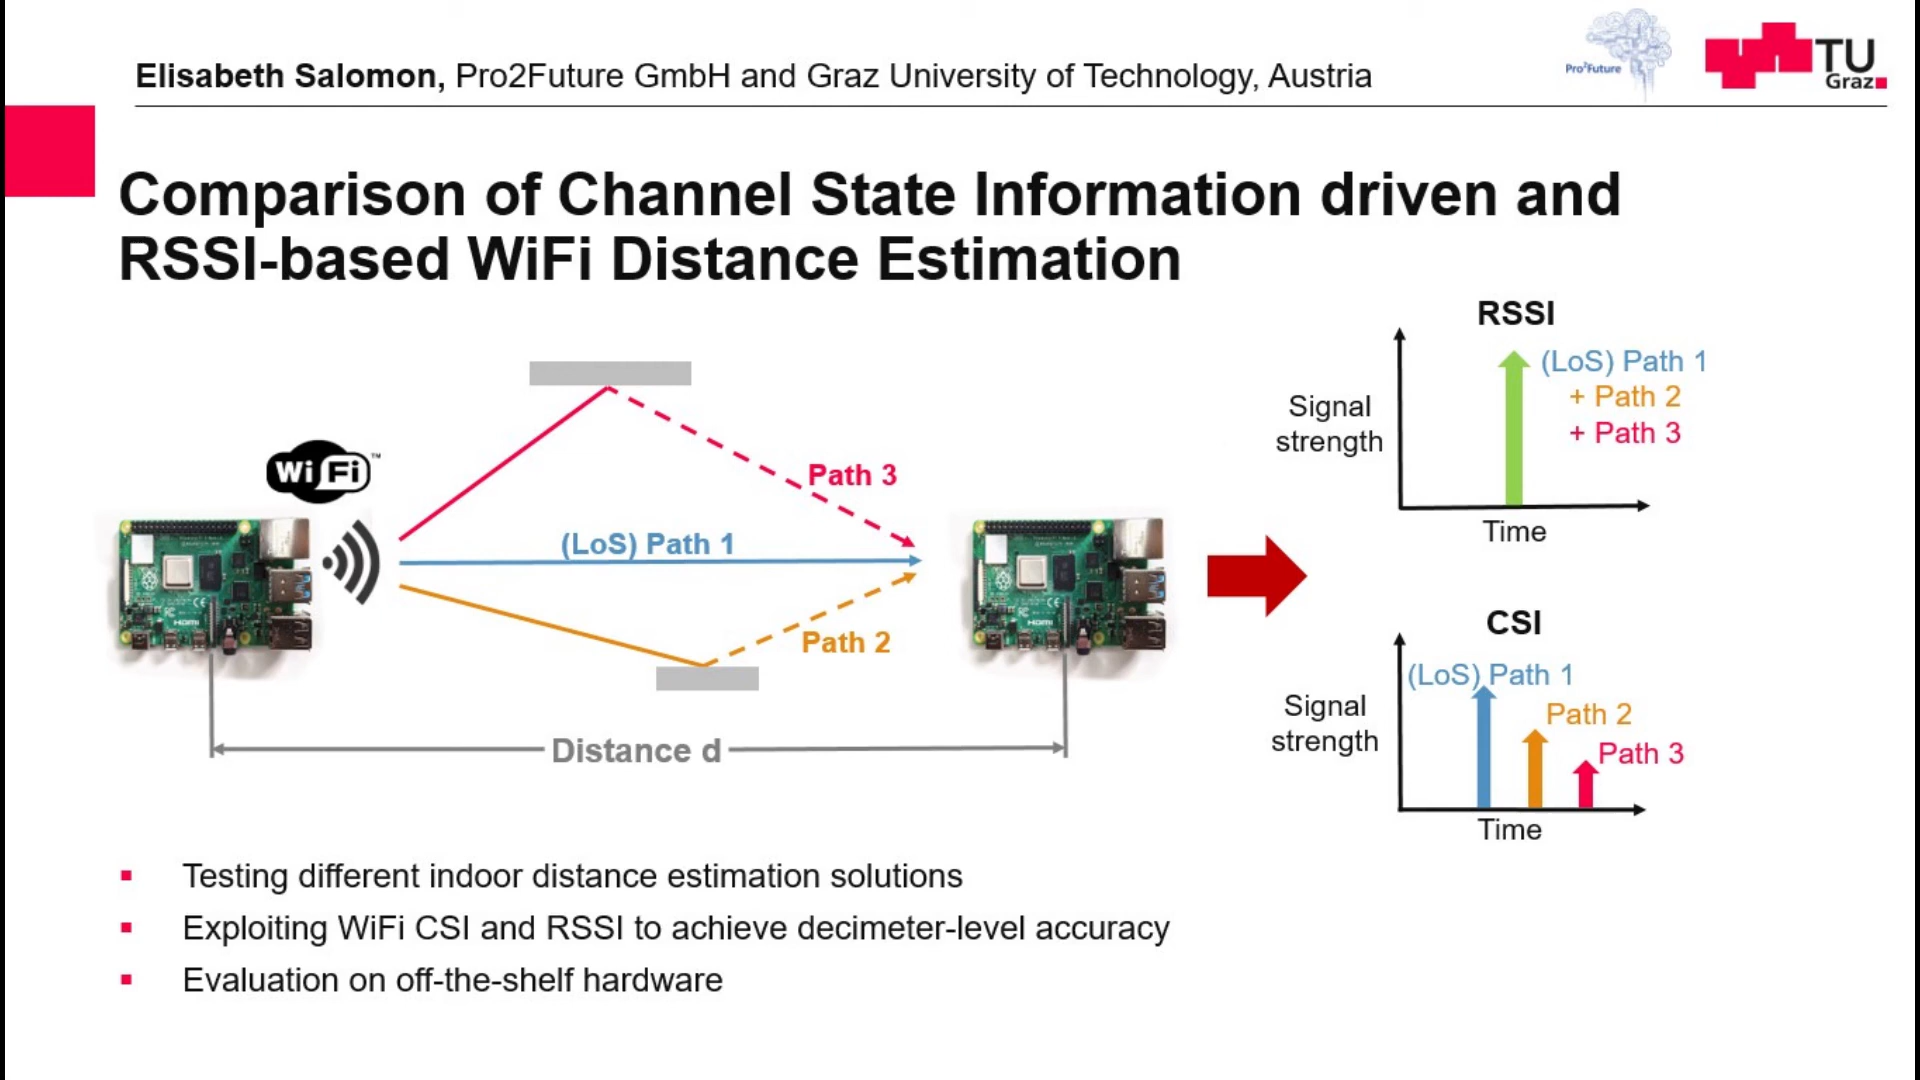 Elisabeth Salomon, Pro2Future GmbH and Graz University of Technology, Austria
Pro²Future
TU
Graz
Comparison of Channel State Information driven and
RSSI-based WiFi Distance Estimation
WiFi™
Path 3
(LoS) Path 1
Path 2
Distance d
RSSI
(LoS) Path 1
+ Path 2
+ Path 3
Signal
strength
Time
CSI
(LoS) Path 1
Path 2
Path 3
Signal
strength
Time
HDMI
HDMI
Testing different indoor distance estimation solutions
Exploiting WiFi CSI and RSSI to achieve decimeter-level accuracy
Evaluation on off-the-shelf hardware